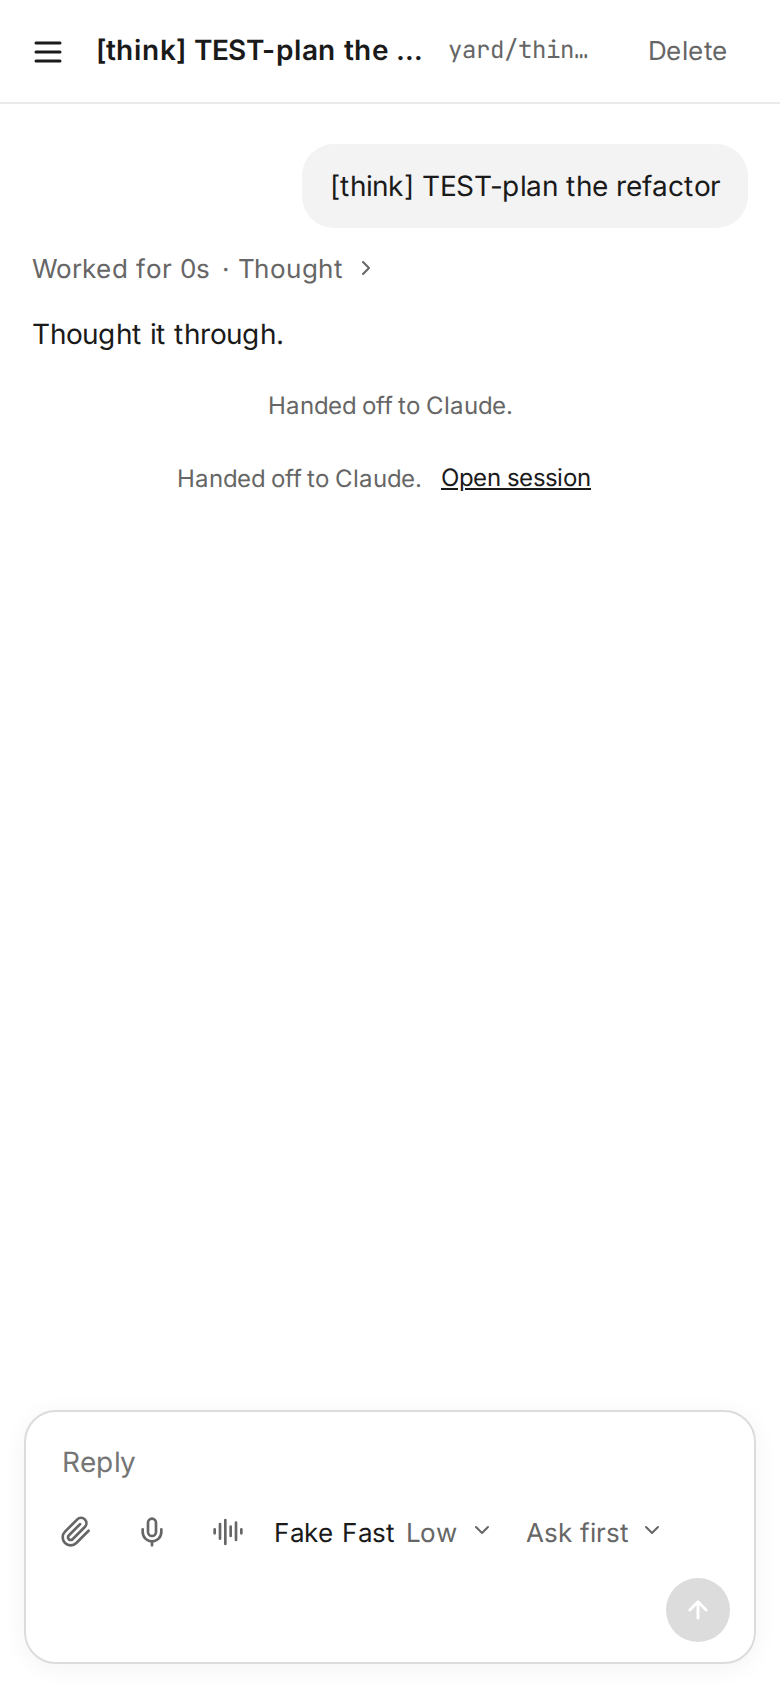 [think] TEST-plan the ... yard/thin… Delete
[think] TEST-plan the refactor
Worked for 0s · Thought
Thought it through.
Handed off to Claude.
Handed off to Claude. Open session
Reply
Fake Fast Low Ask first